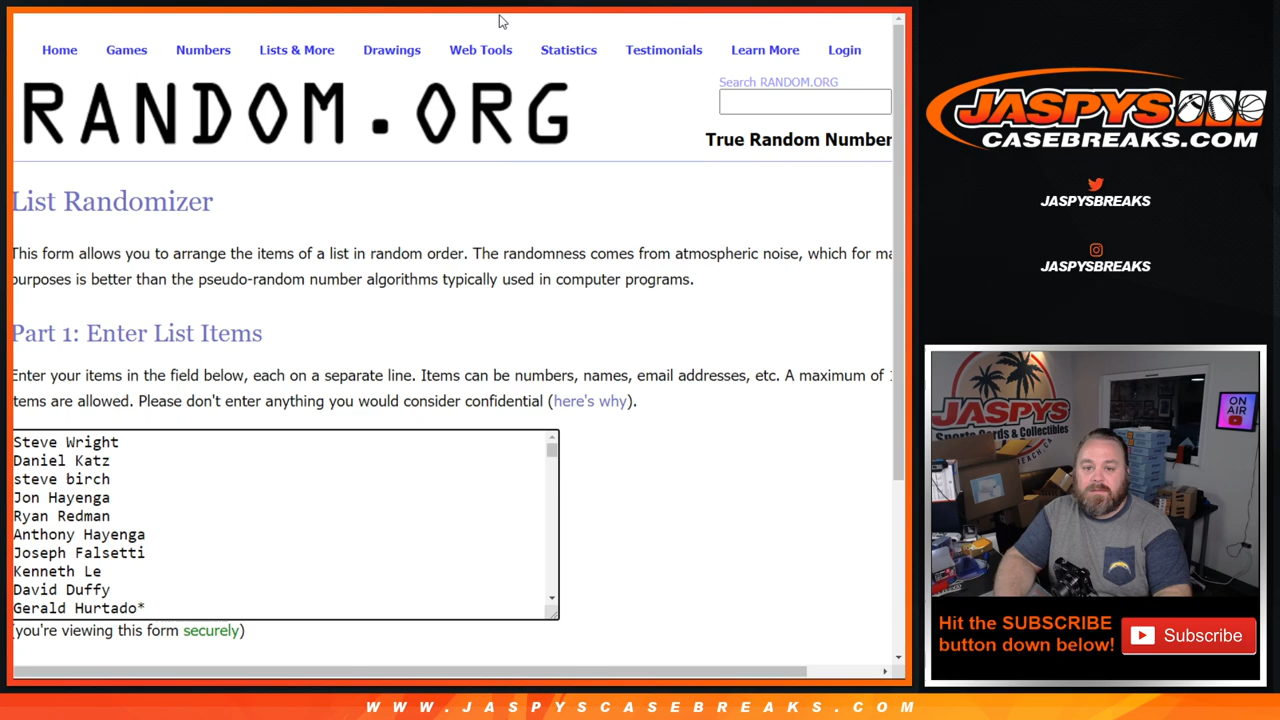 Home Games Numbers Lists & More Drawings Web Tools Statistics Testimonials Learn More Login
RANDOM.ORG
Search RANDOM.ORG
True Random Number
List Randomizer
This form allows you to arrange the items of a list in random order. The randomness comes from atmospheric noise, which for ma
purposes is better than the pseudo-random number algorithms typically used in computer programs.
Part 1: Enter List Items
Enter your items in the field below, each on a separate line. Items can be numbers, names, email addresses, etc. A maximum of
items are allowed. Please don't enter anything you would consider confidential (here's why).
Steve Wright
Daniel Katz
steve birch
Jon Hayenga
Ryan Redman
Anthony Hayenga
Joseph Falsetti
Kenneth Le
David Duffy
Gerald Hurtado*
(you're viewing this form securely)
JASPYS
CASEBREAKS.COM
JASPYSBREAKS
JASPYSBREAKS
JASPYS
Sports Cards & Collectibles
ON
AIR
Hit the SUBSCRIBE
button down below!
Subscribe
WWW.JASPYSCASEBREAKS.COM